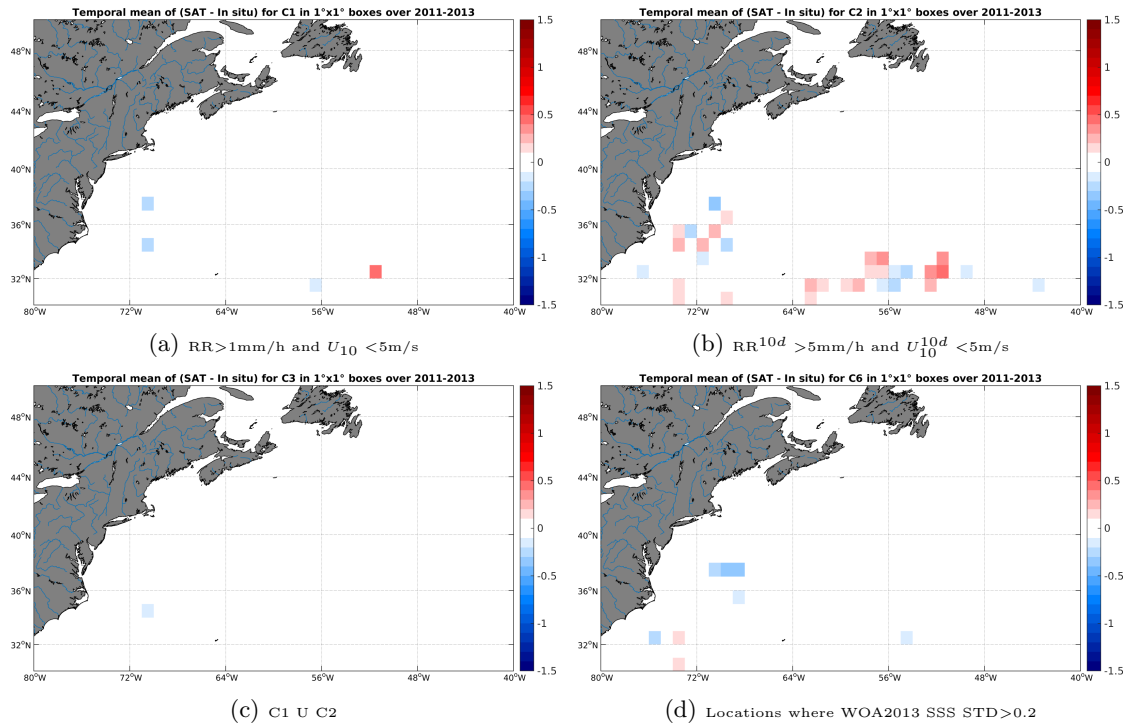 Temporal mean of (SAT - In situ) for C1 in 1°x1° boxes over 2011-2013
48°N
44°N
40°N
36°N
32°N
80°W 72°W 64°W 56°W 48°W 40°W
1.5
1
0.5
0
-0.5
-1
-1.5
(a) RR>1mm/h and U10 <5m/s
Temporal mean of (SAT - In situ) for C2 in 1°x1° boxes over 2011-2013
48°N
44°N
40°N
36°N
32°N
80°W 72°W 64°W 56°W 48°W 40°W
1.5
1
0.5
0
-0.5
-1
-1.5
(b) RR^10d >5mm/h and U10^10d <5m/s
Temporal mean of (SAT - In situ) for C3 in 1°x1° boxes over 2011-2013
48°N
44°N
40°N
36°N
32°N
80°W 72°W 64°W 56°W 48°W 40°W
1.5
1
0.5
0
-0.5
-1
-1.5
(c) C1 U C2
Temporal mean of (SAT - In situ) for C6 in 1°x1° boxes over 2011-2013
48°N
44°N
40°N
36°N
32°N
80°W 72°W 64°W 56°W 48°W 40°W
1.5
1
0.5
0
-0.5
-1
-1.5
(d) Locations where WOA2013 SSS STD>0.2